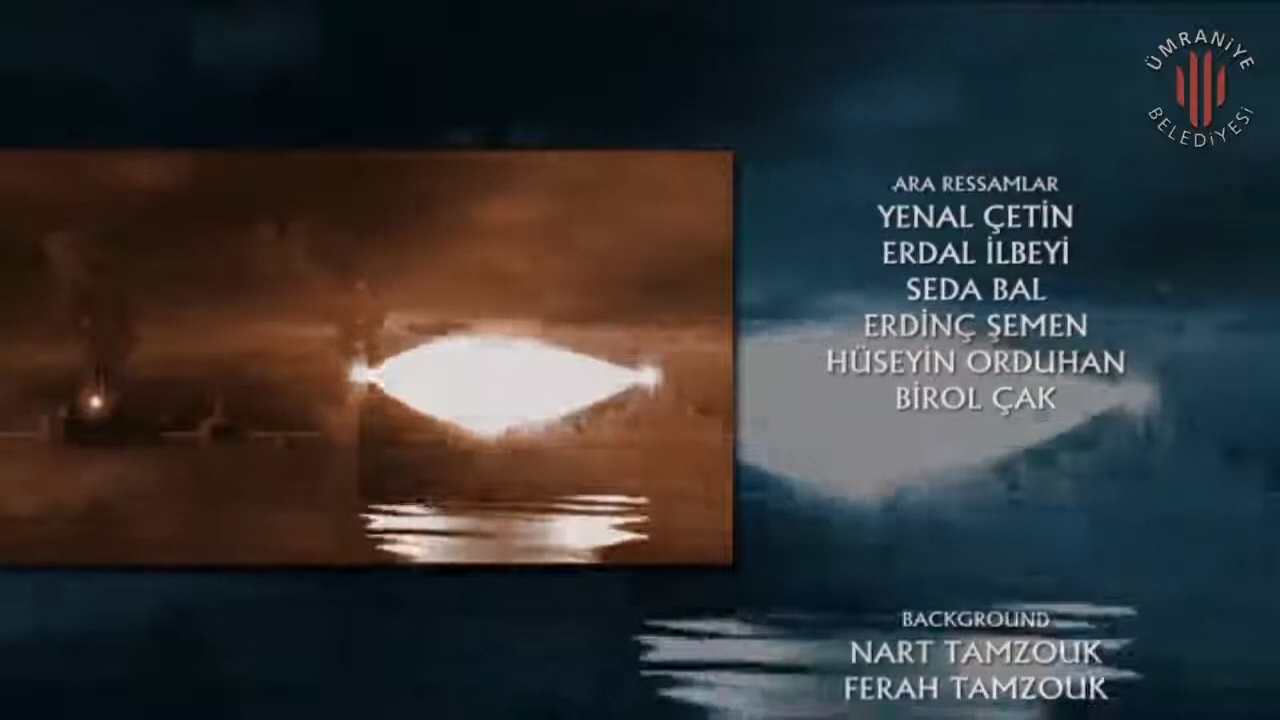 ÜMRANİYE
BELEDİYESİ
ARA RESSAMLAR
YENAL ÇETİN
ERDAL İLBEYİ
SEDA BAL
ERDİNÇ ŞEMEN
HÜSEYİN ORDUHAN
BİROL ÇAK
BACKGROUND
NART TAMZOUK
FERAH TAMZOUK